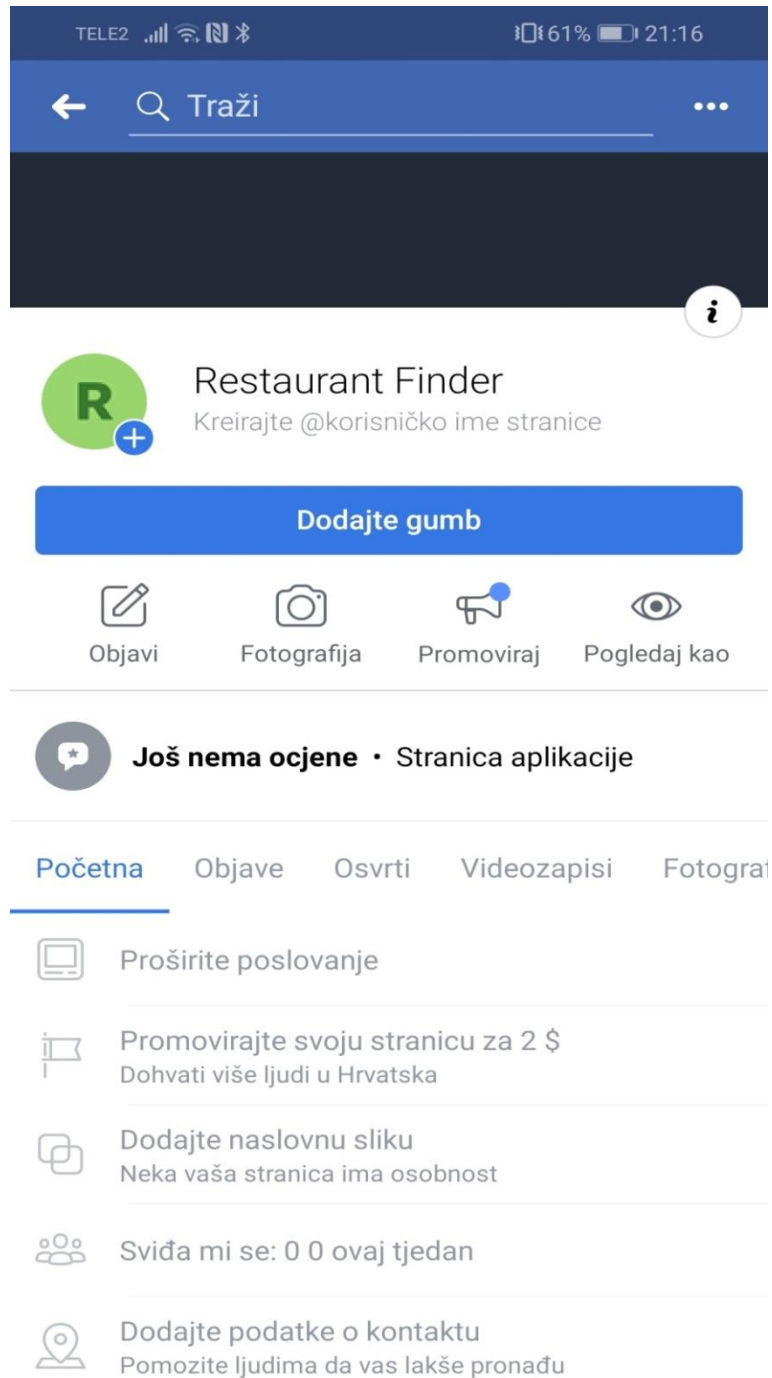 TELE2 61% 21:16
Traži
Restaurant Finder
R
Kreirajte @korisničko ime stranice
Dodajte gumb
Objavi Fotografija Promoviraj Pogledaj kao
Još nema ocjene · Stranica aplikacije
Početna Objave Osvrti Videozapisi Fotograf
Proširite poslovanje
Promovirajte svoju stranicu za 2 $
Dohvati više ljudi u Hrvatska
Dodajte naslovnu sliku
Neka vaša stranica ima osobnost
Sviđa mi se: 0 0 ovaj tjedan
Dodajte podatke o kontaktu
Pomozite ljudima da vas lakše pronađu